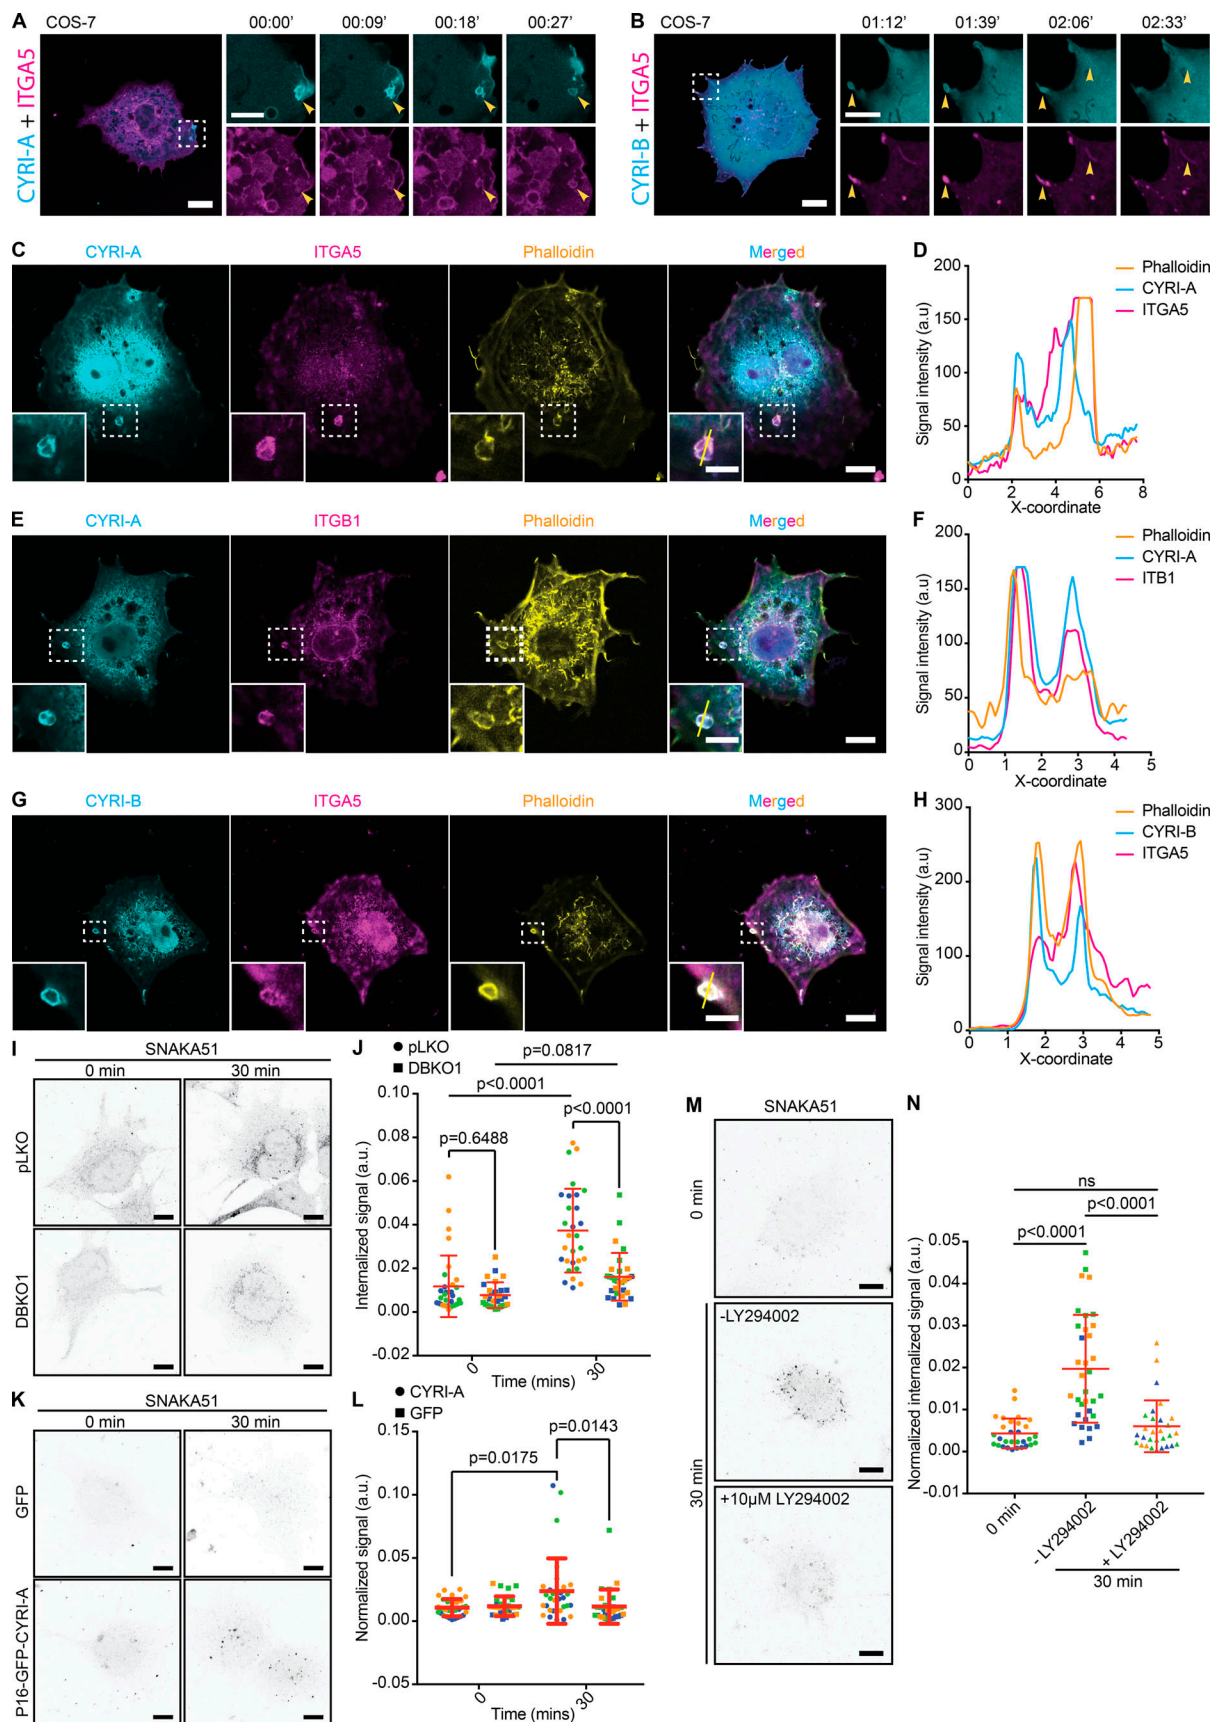 A
COS-7
00:00'
00:09'
00:18'
00:27'
CYRI-A + ITGA5
B
COS-7
01:12'
01:39'
02:06'
02:33'
CYRI-B + ITGA5
C
CYRI-A
ITGA5
Phalloidin
Merged
D
200
150
100
50
0
0
2
4
6
8
Signal intensity (a.u)
X-coordinate
Phalloidin
CYRI-A
ITGA5
E
CYRI-A
ITGB1
Phalloidin
Merged
F
200
150
100
50
0
0
1
2
3
4
5
Signal intensity (a.u)
X-coordinate
Phalloidin
CYRI-A
ITB1
G
CYRI-B
ITGA5
Phalloidin
Merged
H
300
200
100
0
0
1
2
3
4
5
Signal intensity (a.u)
X-coordinate
Phalloidin
CYRI-B
ITGA5
I
SNAKA51
0 min
30 min
pLKO
DBKO1
J
pLKO
DBKO1
p=0.0817
p<0.0001
p<0.0001
p=0.6488
0.10
0.08
0.06
0.04
0.02
0.00
-0.02
Internalized signal (a.u.)
0
30
Time (mins)
K
SNAKA51
0 min
30 min
GFP
P16-GFP-CYRI-A
L
CYRI-A
GFP
p=0.0143
p=0.0175
0.15
0.10
0.05
0.00
-0.05
Normalized signal (a.u.)
0
30
Time (mins)
M
SNAKA51
0 min
30 min
-LY294002
+10µM LY294002
N
ns
p<0.0001
p<0.0001
0.05
0.04
0.03
0.02
0.01
0.00
-0.01
Normalized internalized signal (a.u.)
0 min
- LY294002
+ LY294002
30 min